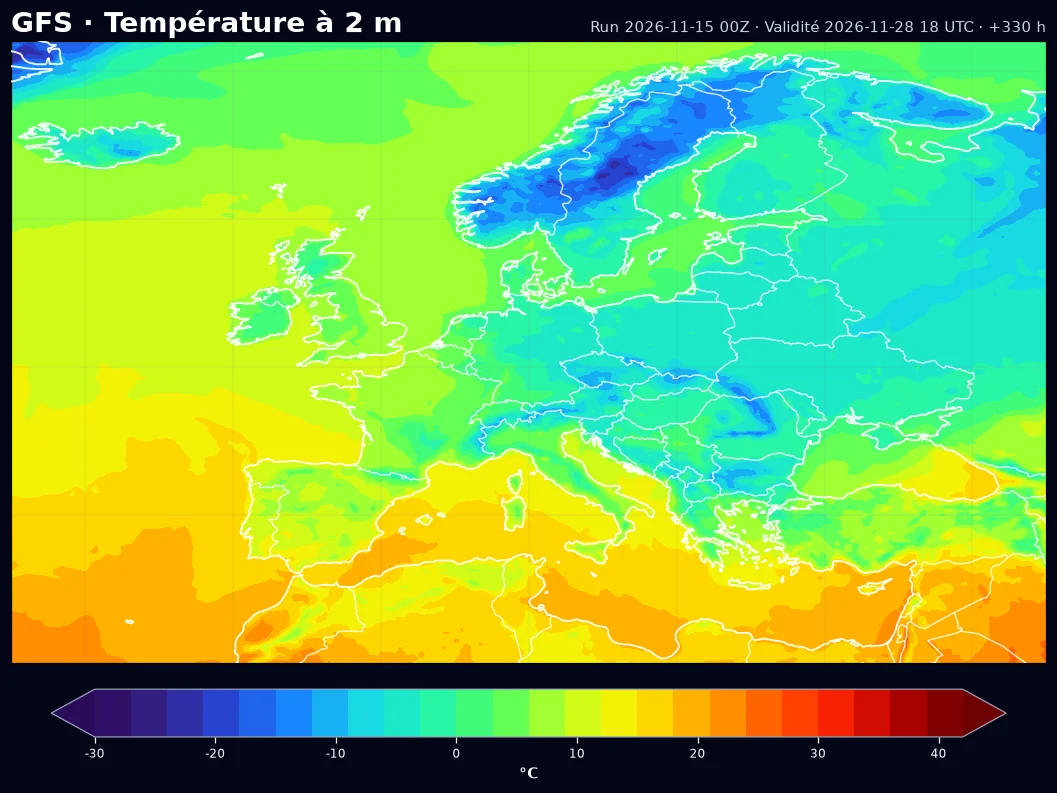 GFS · Température à 2 m
Run 2026-11-15 00Z · Validité 2026-11-28 18 UTC · +330 h
-30 -20 -10 0 10 20 30 40
°C